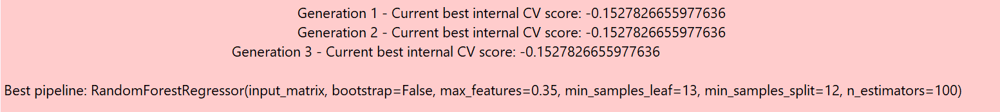 Generation 1 - Current best internal CV score: -0.1527826655977636
Generation 2 - Current best internal CV score: -0.1527826655977636
Generation 3 - Current best internal CV score: -0.1527826655977636
Best pipeline: RandomForestRegressor(input_matrix, bootstrap=False, max_features=0.35, min_samples_leaf=13, min_samples_split=12, n_estimators=100)